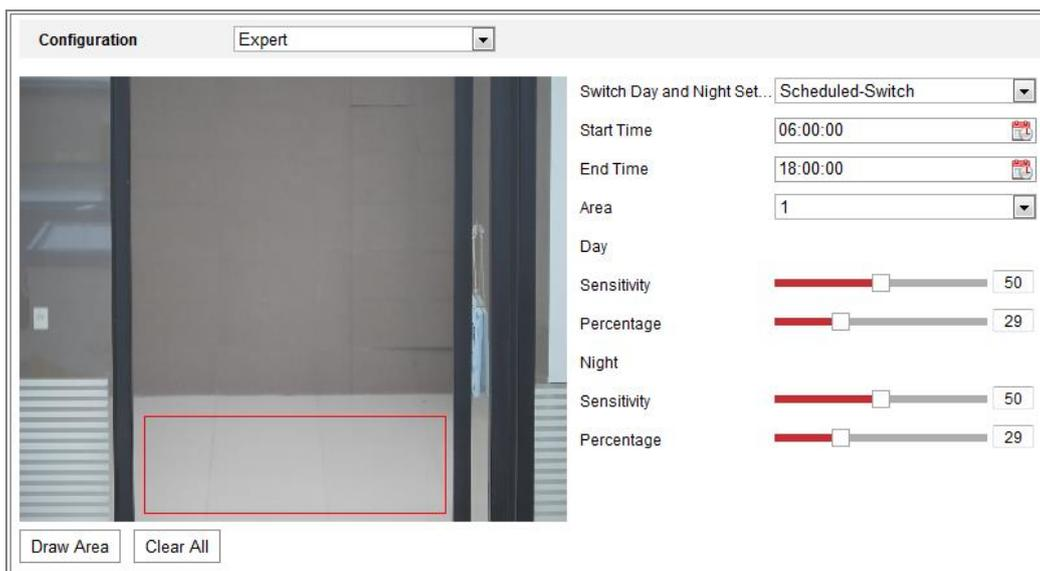 Configuration Expert
Switch Day and Night Set... Scheduled-Switch
Start Time 06:00:00
End Time 18:00:00
Area 1
Day
Sensitivity 50
Percentage 29
Night
Sensitivity 50
Percentage 29
Draw Area Clear All